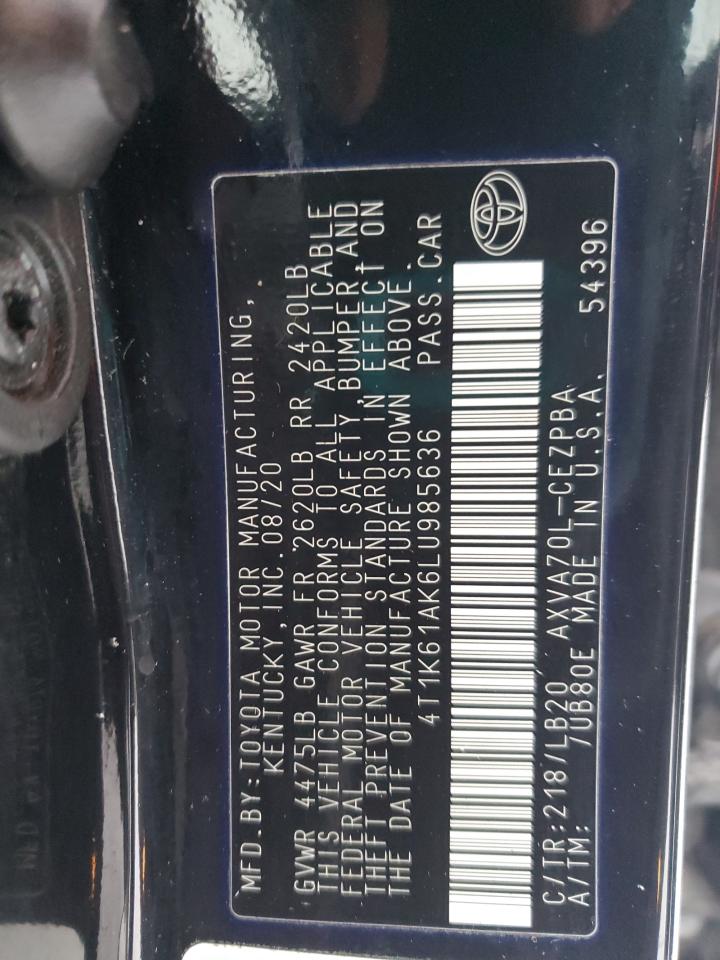 MFD.BY:TOYOTA MOTOR MANUFACTURING,
KENTUCKY,INC.08/20
GVWR 4475LB GAWR FR 2620LB RR 2420LB
THIS VEHICLE CONFORMS TO ALL APPLICABLE
FEDERAL MOTOR VEHICLE SAFETY,BUMPER,AND
THEFT PREVENTION STANDARDS IN EFFECT ON
THE DATE OF MANUFACTURE SHOWN ABOVE.
4T1K61AK6LU985636 PASS.CAR
C/TR:218/LB20 AXVA70L-CEZPBA 54396
A/TM: /UB80E MADE IN U.S.A.